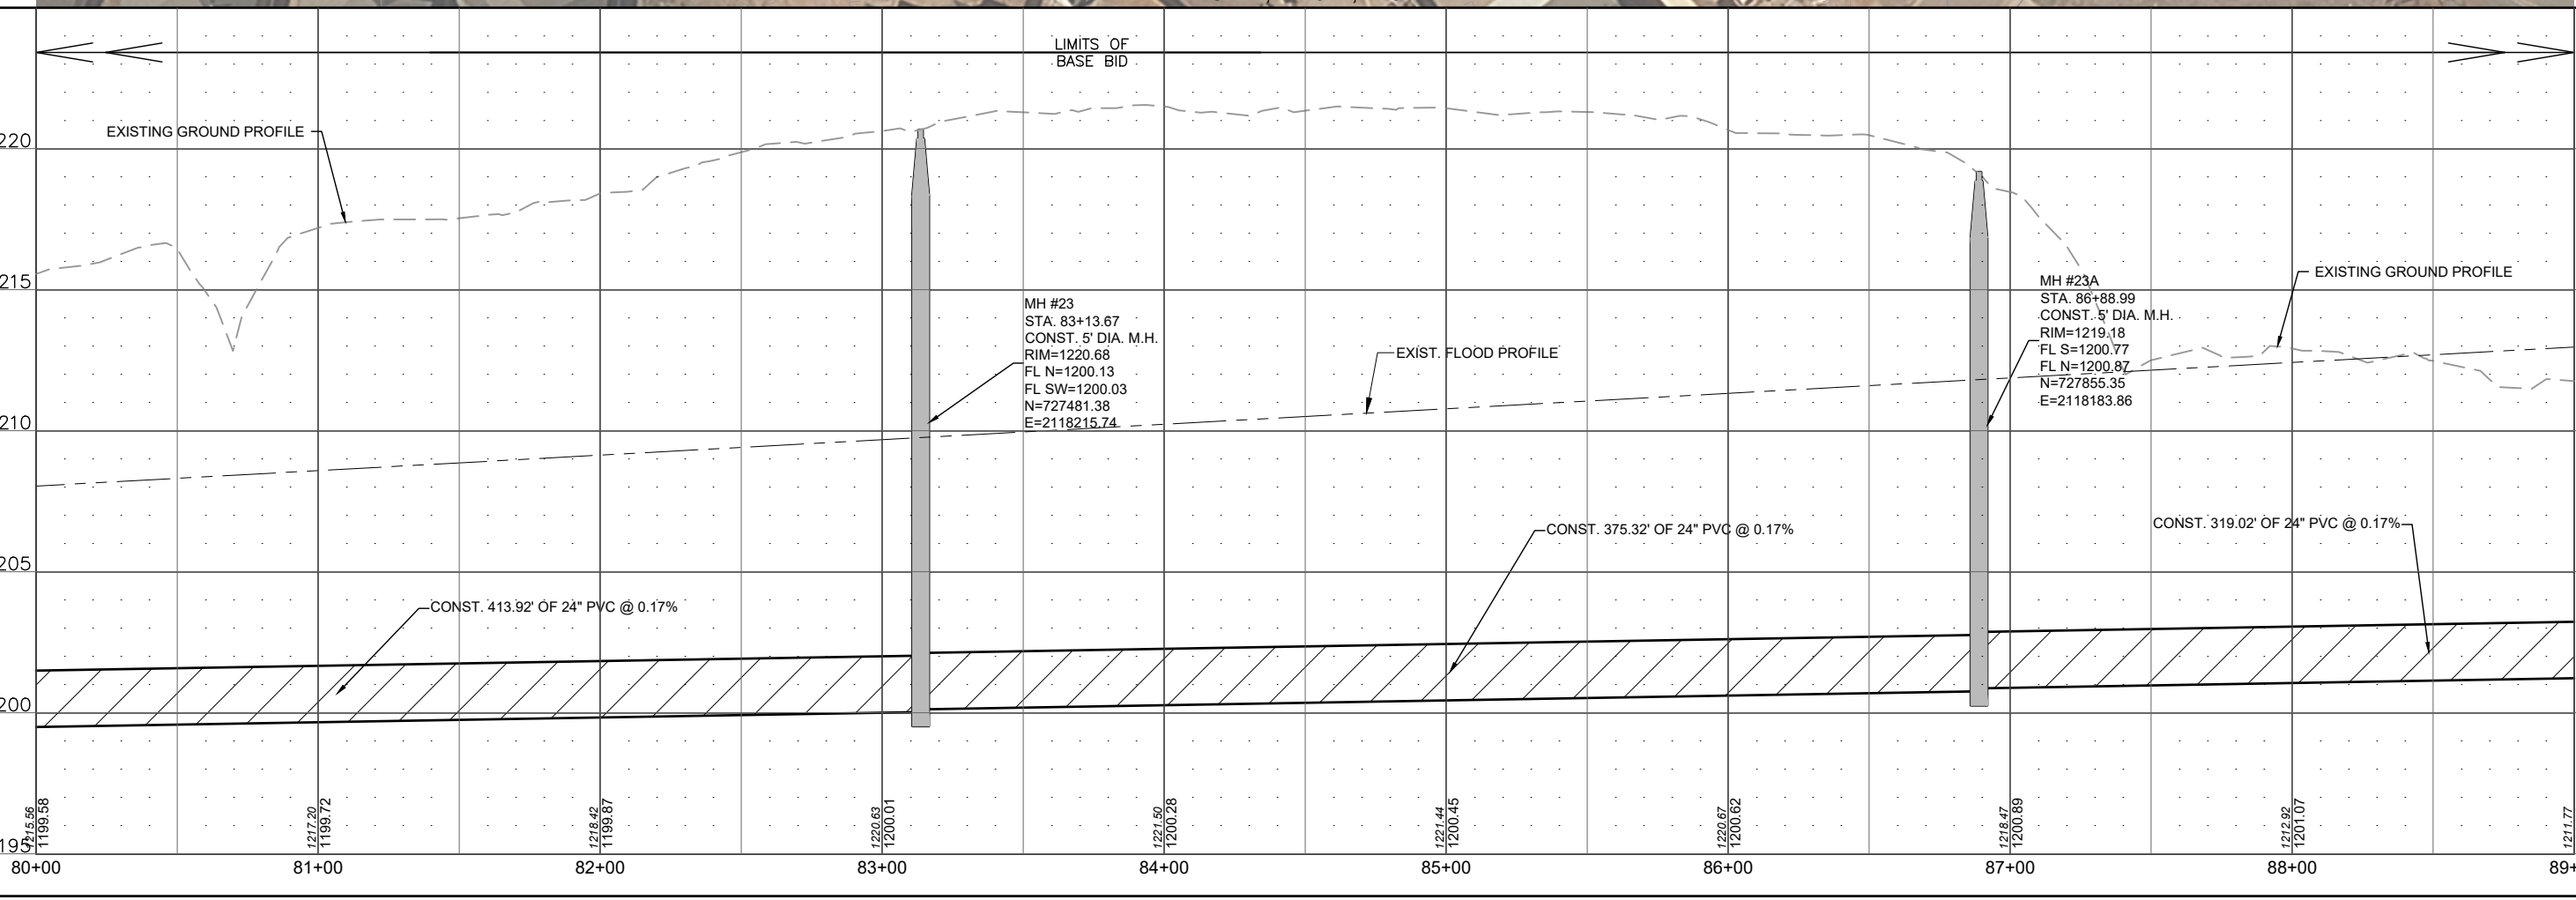 LIMITS OF
BASE BID
EXISTING GROUND PROFILE
220
215
210
205
200
195
MH #23
STA. 83+13.67
CONST. 5' DIA. M.H.
RIM=1220.68
FL N=1200.13
FL SW=1200.03
N=727481.38
E=2118215.74
EXIST. FLOOD PROFILE
MH #23A
STA. 86+88.99
CONST. 5' DIA. M.H.
RIM=1219.18
FL S=1200.77
FL N=1200.87
N=727855.35
E=2118183.86
EXISTING GROUND PROFILE
CONST. 413.92' OF 24" PVC @ 0.17%
CONST. 375.32' OF 24" PVC @ 0.17%
CONST. 319.02' OF 24" PVC @ 0.17%
1215.56
1199.58
1217.20
1199.72
1218.42
1199.87
1220.63
1200.01
1221.50
1200.28
1221.44
1200.45
1220.67
1200.62
1218.47
1200.89
1212.92
1201.07
1211.77
80+00
81+00
82+00
83+00
84+00
85+00
86+00
87+00
88+00
89+